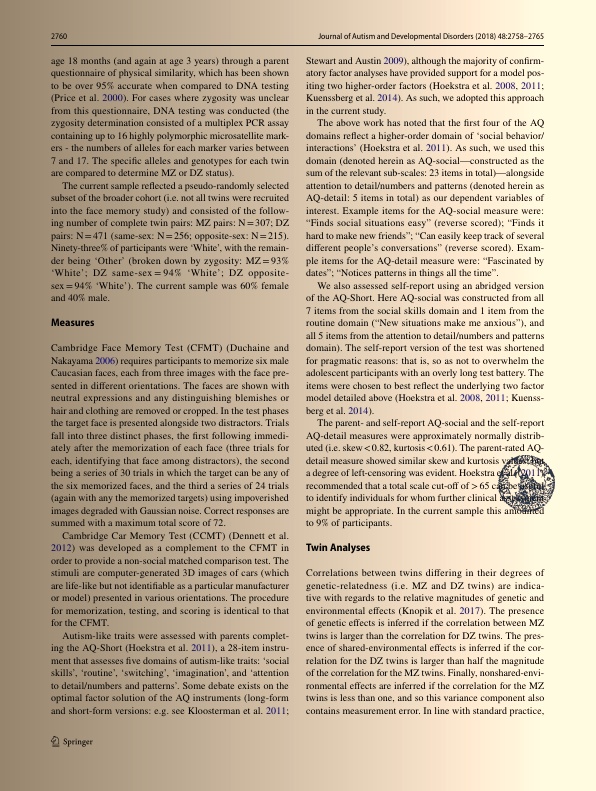 2760
Journal of Autism and Developmental Disorders (2018) 48:2758–2765
age 18 months (and again at age 3 years) through a parent
questionnaire of physical similarity, which has been shown
to be over 95% accurate when compared to DNA testing
(Price et al. 2000). For cases where zygosity was unclear
from this questionnaire, DNA testing was conducted (the
zygosity determination consisted of a multiplex PCR assay
containing up to 16 highly polymorphic microsatellite mark-
ers - the numbers of alleles for each marker varies between
7 and 17. The specific alleles and genotypes for each twin
are compared to determine MZ or DZ status).
The current sample reflected a pseudo-randomly selected
subset of the broader cohort (i.e. not all twins were recruited
into the face memory study) and consisted of the follow-
ing number of complete twin pairs: MZ pairs: N = 307; DZ
pairs: N = 471 (same-sex: N = 256; opposite-sex: N = 215).
Ninety-three% of participants were ‘White’, with the remain-
der being ‘Other’ (broken down by zygosity: MZ = 93%
‘White’; DZ same-sex = 94% ‘White’; DZ opposite-
sex = 94% ‘White’). The current sample was 60% female
and 40% male.
Measures
Cambridge Face Memory Test (CFMT) (Duchaine and
Nakayama 2006) requires participants to memorize six male
Caucasian faces, each from three images with the face pre-
sented in different orientations. The faces are shown with
neutral expressions and any distinguishing blemishes or
hair and clothing are removed or cropped. In the test phases
the target face is presented alongside two distractors. Trials
fall into three distinct phases, the first following immedi-
ately after the memorization of each face (three trials for
each, identifying that face among distractors), the second
being a series of 30 trials in which the target can be any of
the six memorized faces, and the third a series of 24 trials
(again with any the memorized targets) using impoverished
images degraded with Gaussian noise. Correct responses are
summed with a maximum total score of 72.
Cambridge Car Memory Test (CCMT) (Dennett et al.
2012) was developed as a complement to the CFMT in
order to provide a non-social matched comparison test. The
stimuli are computer-generated 3D images of cars (which
are life-like but not identifiable as a particular manufacturer
or model) presented in various orientations. The procedure
for memorization, testing, and scoring is identical to that
for the CFMT.
Autism-like traits were assessed with parents complet-
ing the AQ-Short (Hoekstra et al. 2011), a 28-item instru-
ment that assesses five domains of autism-like traits: ‘social
skills’, ‘routine’, ‘switching’, ‘imagination’, and ‘attention
to detail/numbers and patterns’. Some debate exists on the
optimal factor solution of the AQ instruments (long-form
and short-form versions: e.g. see Kloosterman et al. 2011;
Stewart and Austin 2009), although the majority of confirm-
atory factor analyses have provided support for a model pos-
iting two higher-order factors (Hoekstra et al. 2008, 2011;
Kuenssberg et al. 2014). As such, we adopted this approach
in the current study.
The above work has noted that the first four of the AQ
domains reflect a higher-order domain of ‘social behavior/
interactions’ (Hoekstra et al. 2011). As such, we used this
domain (denoted herein as AQ-social—constructed as the
sum of the relevant sub-scales: 23 items in total)—alongside
attention to detail/numbers and patterns (denoted herein as
AQ-detail: 5 items in total) as our dependent variables of
interest. Example items for the AQ-social measure were:
“Finds social situations easy” (reverse scored); “Finds it
hard to make new friends”; “Can easily keep track of several
different people’s conversations” (reverse scored). Exam-
ple items for the AQ-detail measure were: “Fascinated by
dates”; “Notices patterns in things all the time”.
We also assessed self-report using an abridged version
of the AQ-Short. Here AQ-social was constructed from all
7 items from the social skills domain and 1 item from the
routine domain (“New situations make me anxious”), and
all 5 items from the attention to detail/numbers and patterns
domain). The self-report version of the test was shortened
for pragmatic reasons: that is, so as not to overwhelm the
adolescent participants with an overly long test battery. The
items were chosen to best reflect the underlying two factor
model detailed above (Hoekstra et al. 2008, 2011; Kuenss-
berg et al. 2014).
The parent- and self-report AQ-social and the self-report
AQ-detail measures were approximately normally distrib-
uted (i.e. skew < 0.82, kurtosis < 0.61). The parent-rated AQ-
detail measure showed similar skew and kurtosis values but
a degree of left-censoring was evident. Hoekstra et al. (2011)
recommended that a total scale cut-off of > 65 can be
to identify individuals for whom further clinical
might be appropriate. In the current sample this amounted
to 9% of participants.
Twin Analyses
Correlations between twins differing in their degrees of
genetic-relatedness (i.e. MZ and DZ twins) are indica-
tive with regards to the relative magnitudes of genetic and
environmental effects (Knopik et al. 2017). The presence
of genetic effects is inferred if the correlation between MZ
twins is larger than the correlation for DZ twins. The pres-
ence of shared-environmental effects is inferred if the cor-
relation for the DZ twins is larger than half the magnitude
of the correlation for the MZ twins. Finally, nonshared-envi-
ronmental effects are inferred if the correlation for the MZ
twins is less than one, and so this variance component also
contains measurement error. In line with standard practice,
Springer